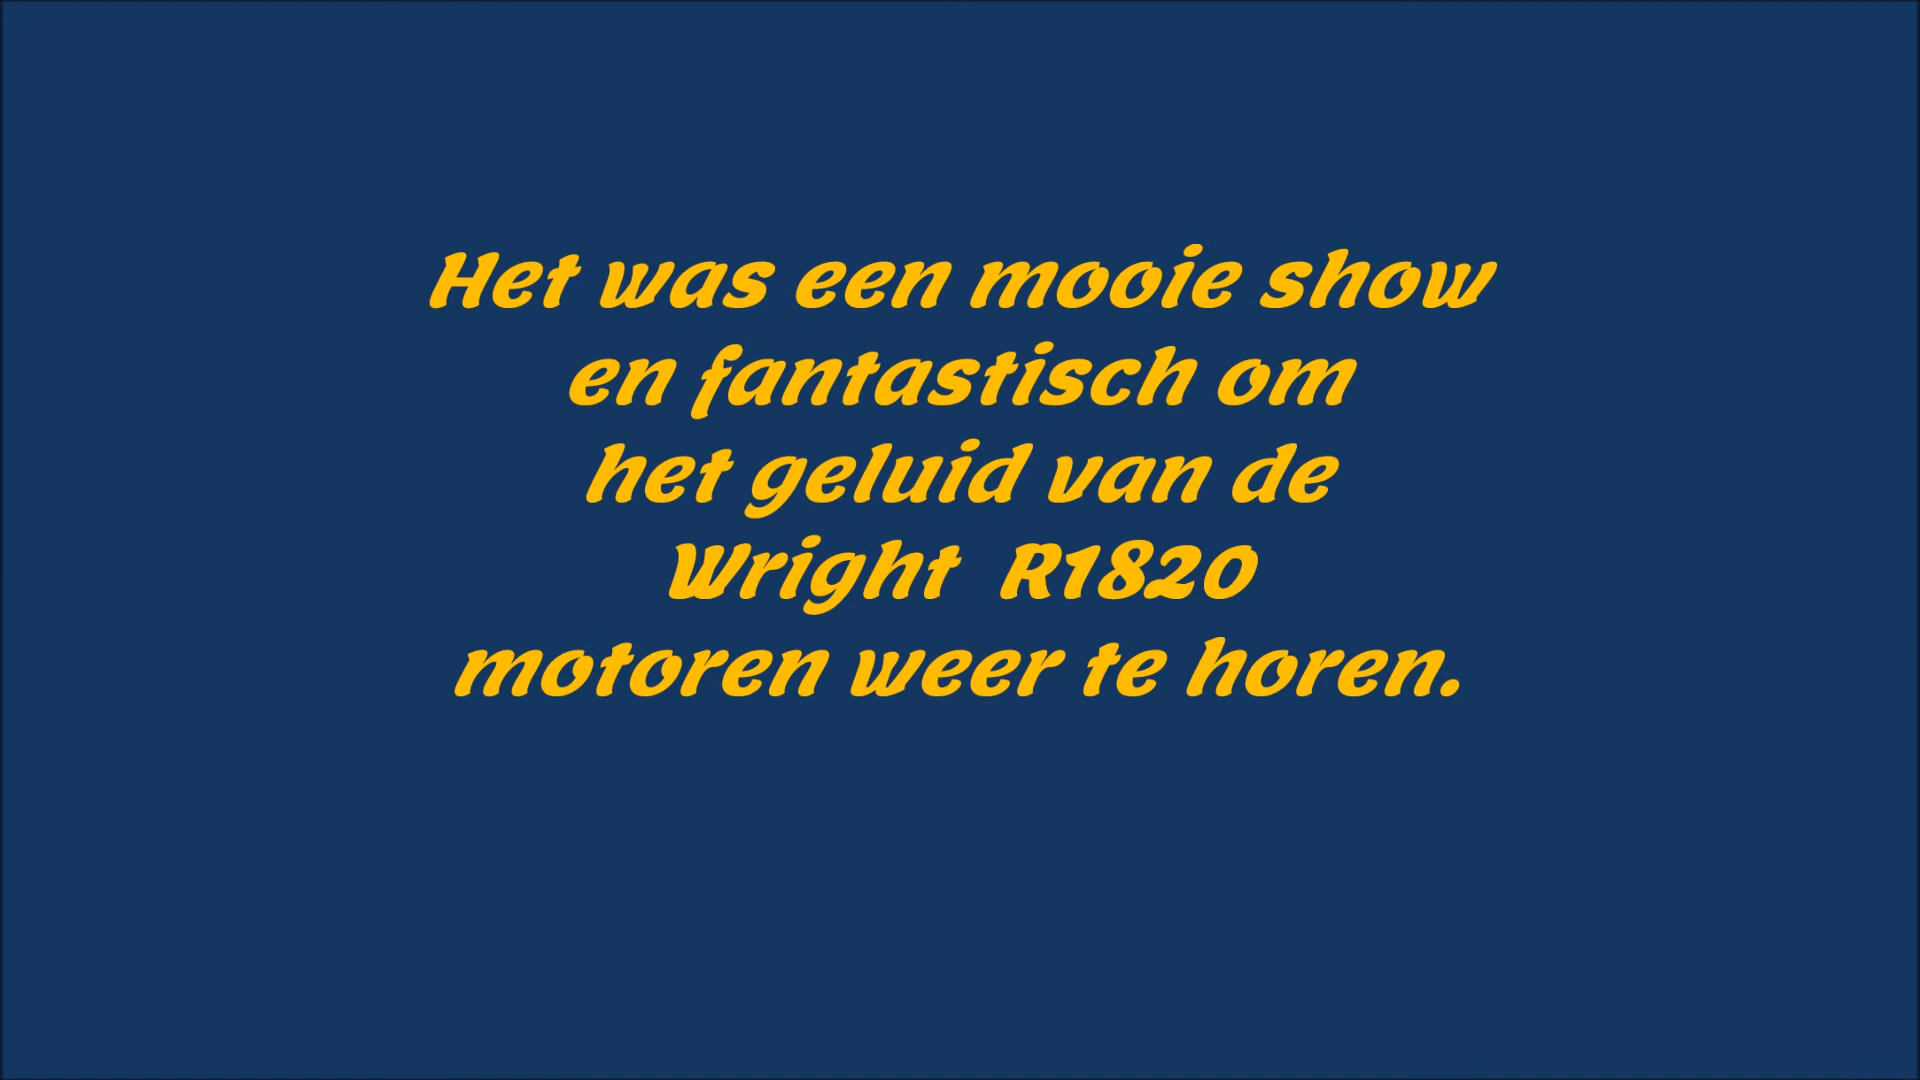 Het was een mooie show
en fantastisch om
het geluid van de
Wright  R1820
motoren weer te horen.